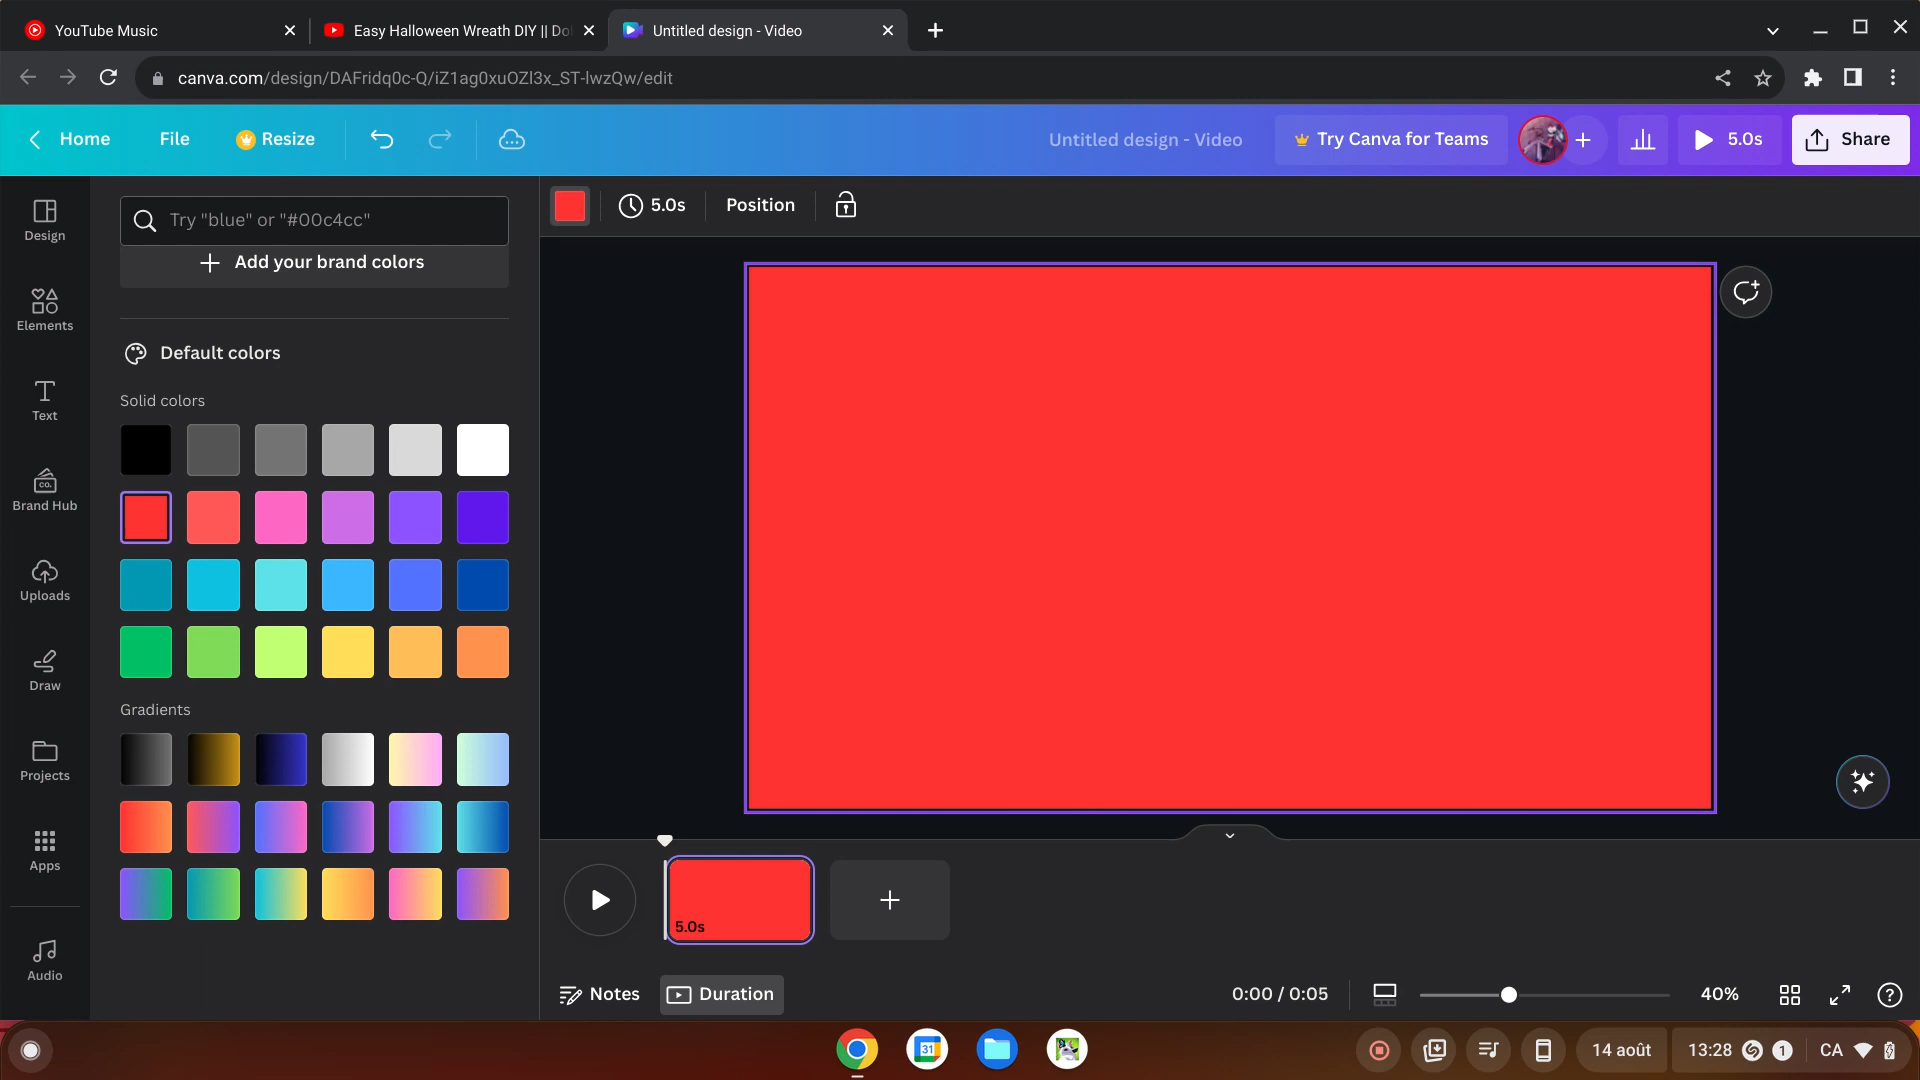 YouTube Music
Easy Halloween Wreath DIY || Do
Untitled design - Video
canva.com/design/DAFridq0c-Q/iZ1ag0xuOZl3x_ST-lwzQw/edit
Home
File
Resize
Untitled design - Video
Try Canva for Teams
5.0s
Share
Design
Elements
Text
CO.
Brand Hub
Uploads
Draw
Projects
Apps
Audio
Try "blue" or "#00c4cc"
Add your brand colors
Default colors
Solid colors
Gradients
5.0s
Position
5.0s
Notes
Duration
0:00 / 0:05
40%
31
14 août
13:28
1
CA